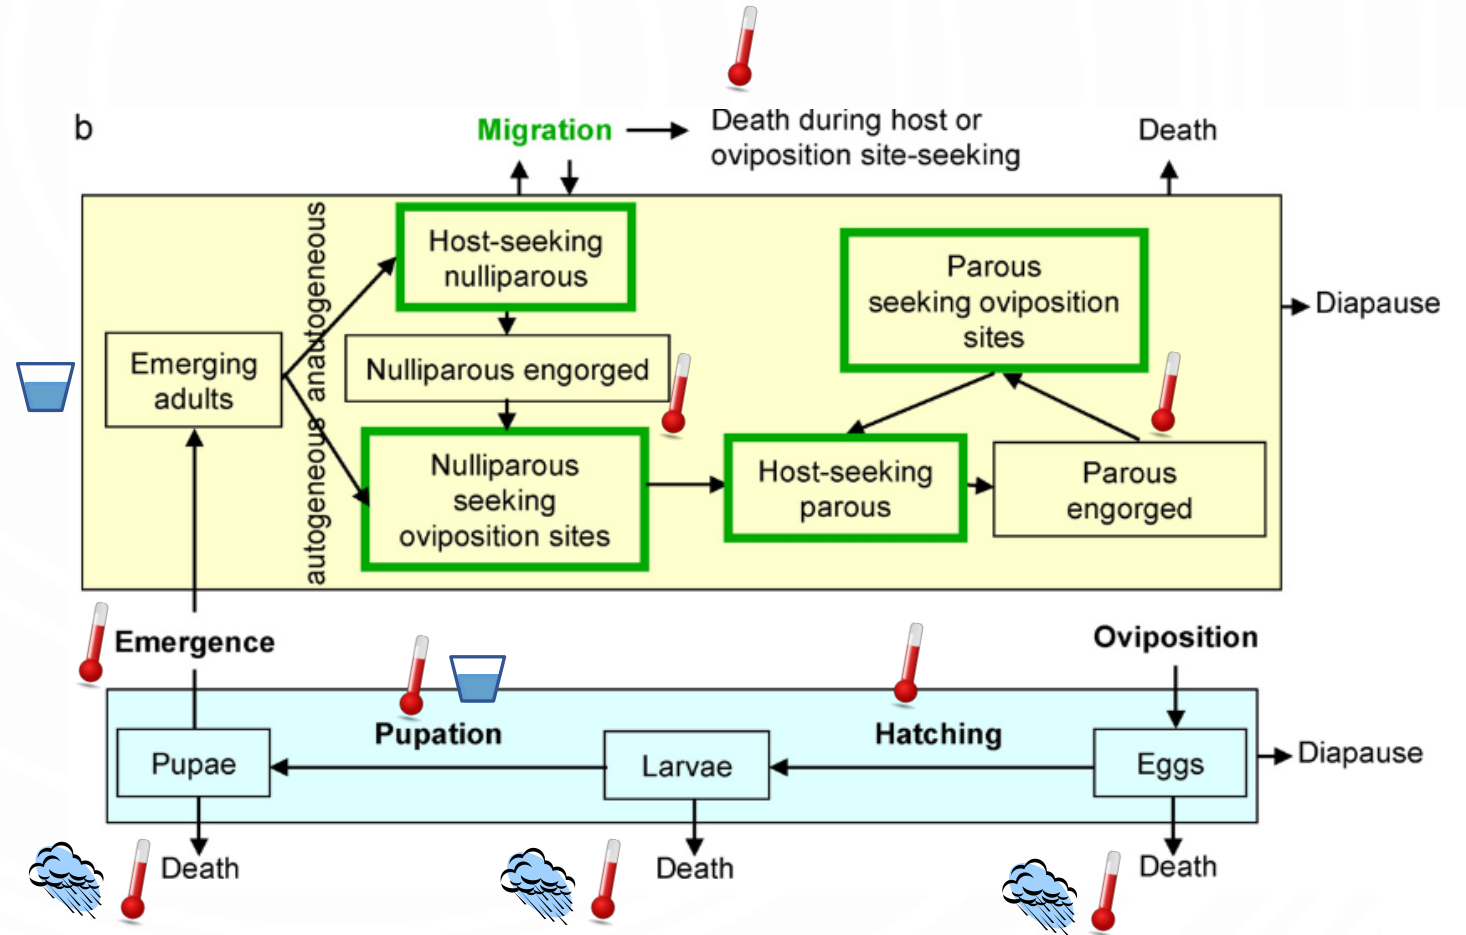 b
Migration
Death during host or
oviposition site-seeking
Death
anautogeneous
Host-seeking
nulliparous
Parous
seeking oviposition
sites
Diapause
Emerging
adults
Nulliparous engorged
autogeneous
Nulliparous
seeking
oviposition sites
Host-seeking
parous
Parous
engorged
Emergence
Oviposition
Pupation
Hatching
Pupae
Larvae
Eggs
Diapause
Death
Death
Death